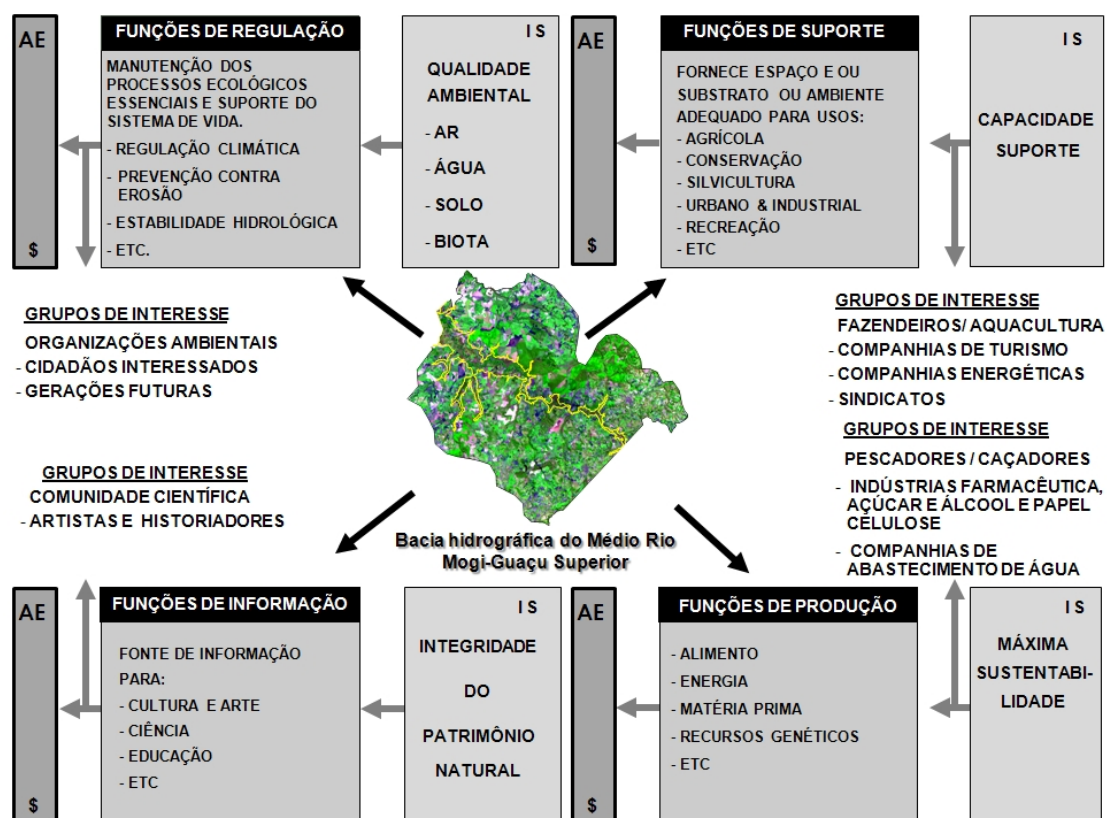 AE
$
FUNÇÕES DE REGULAÇÃO
MANUTENÇÃO DOS
PROCESSOS ECOLÓGICOS
ESSENCIAIS E SUPORTE DO
SISTEMA DE VIDA.
- REGULAÇÃO CLIMÁTICA
- PREVENÇÃO CONTRA
EROSÃO
- ESTABILIDADE HIDROLÓGICA
- ETC.
I S
QUALIDADE
AMBIENTAL
- AR
- ÁGUA
- SOLO
- BIOTA
AE
$
FUNÇÕES DE SUPORTE
FORNECE ESPAÇO E OU
SUBSTRATO OU AMBIENTE
ADEQUADO PARA USOS:
- AGRÍCOLA
- CONSERVAÇÃO
- SILVICULTURA
- URBANO & INDUSTRIAL
- RECREAÇÃO
- ETC
I S
CAPACIDADE
SUPORTE
GRUPOS DE INTERESSE
ORGANIZAÇÕES AMBIENTAIS
- CIDADÃOS INTERESSADOS
- GERAÇÕES FUTURAS
GRUPOS DE INTERESSE
FAZENDEIROS/ AQUACULTURA
- COMPANHIAS DE TURISMO
- COMPANHIAS ENERGÉTICAS
- SINDICATOS
GRUPOS DE INTERESSE
COMUNIDADE CIENTÍFICA
- ARTISTAS E HISTORIADORES
GRUPOS DE INTERESSE
PESCADORES / CAÇADORES
- INDÚSTRIAS FARMACÊUTICA,
AÇÚCAR E ÁLCOOL E PAPEL
CELULOSE
- COMPANHIAS DE
ABASTECIMENTO DE ÁGUA
Bacia hidrográfica do Médio Rio
Mogi-Guaçu Superior
AE
$
FUNÇÕES DE INFORMAÇÃO
FONTE DE INFORMAÇÃO
PARA:
- CULTURA E ARTE
- CIÊNCIA
- EDUCAÇÃO
- ETC
I S
INTEGRIDADE
DO
PATRIMÔNIO
NATURAL
AE
$
FUNÇÕES DE PRODUÇÃO
- ALIMENTO
- ENERGIA
- MATÉRIA PRIMA
- RECURSOS GENÉTICOS
- ETC
I S
MÁXIMA
SUSTENTABI-
LIDADE